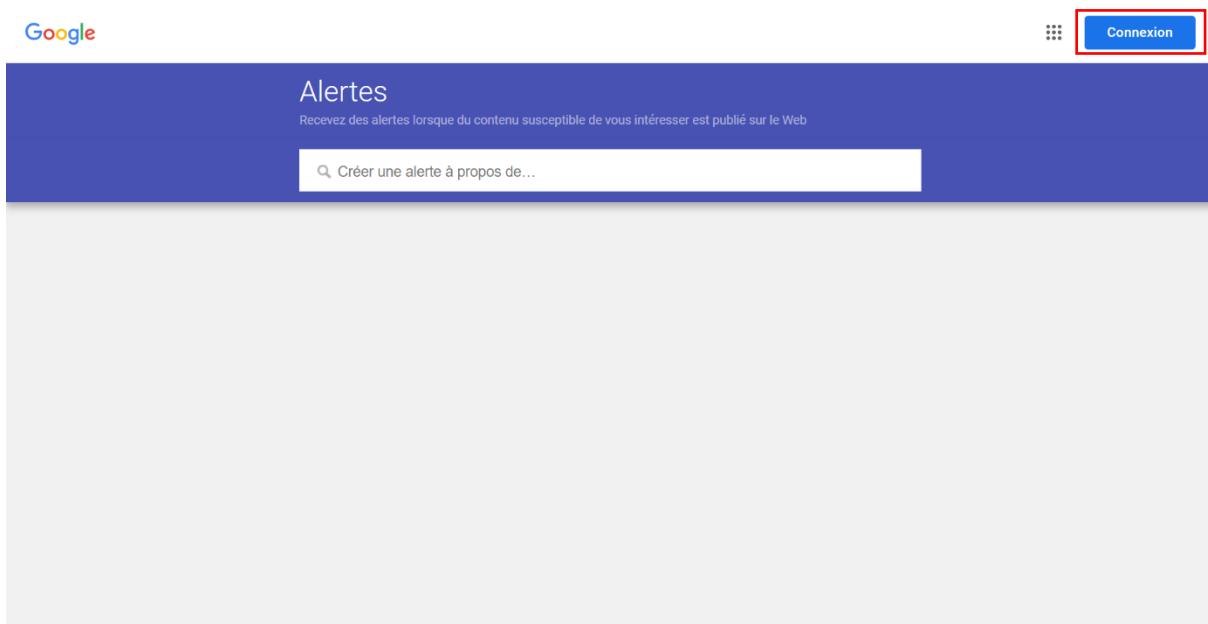 Google
Connexion
Alertes
Recevez des alertes lorsque du contenu susceptible de vous intéresser est publié sur le Web
Créer une alerte à propos de…